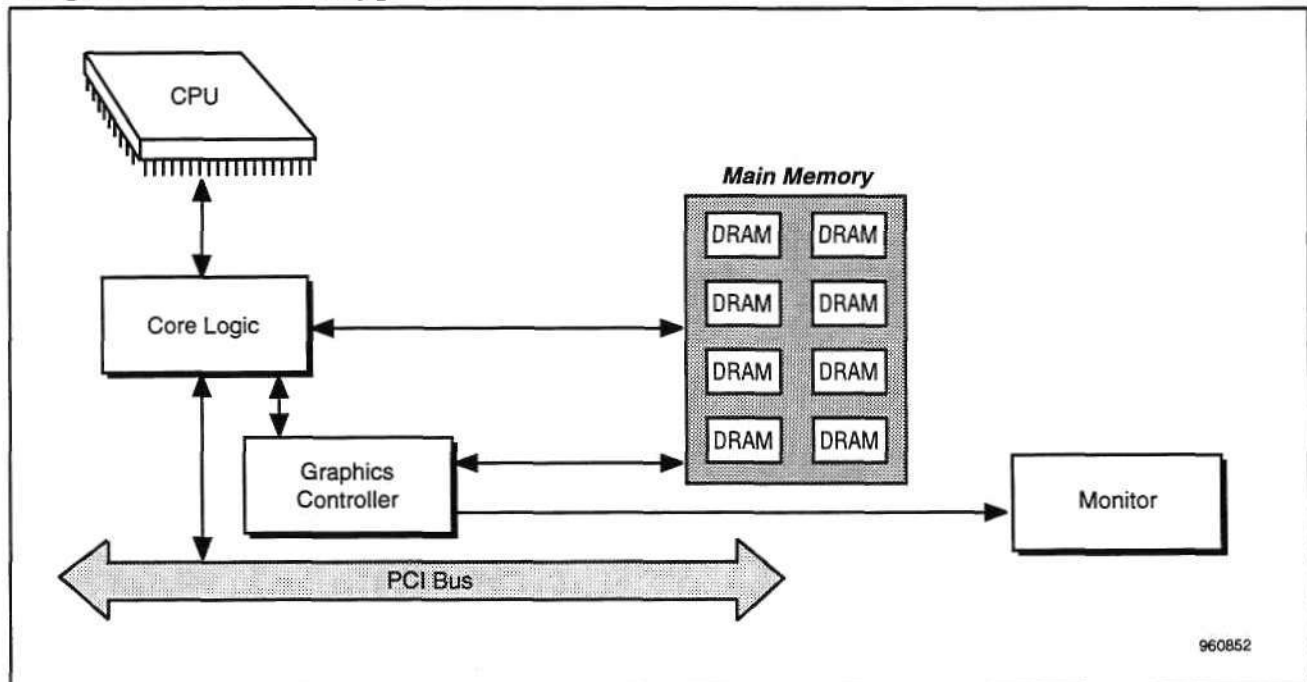 CPU
Main Memory
DRAM DRAM
Core Logic
DRAM DRAM
DRAM DRAM
DRAM DRAM
Graphics
Controller
Monitor
PCI Bus
960852